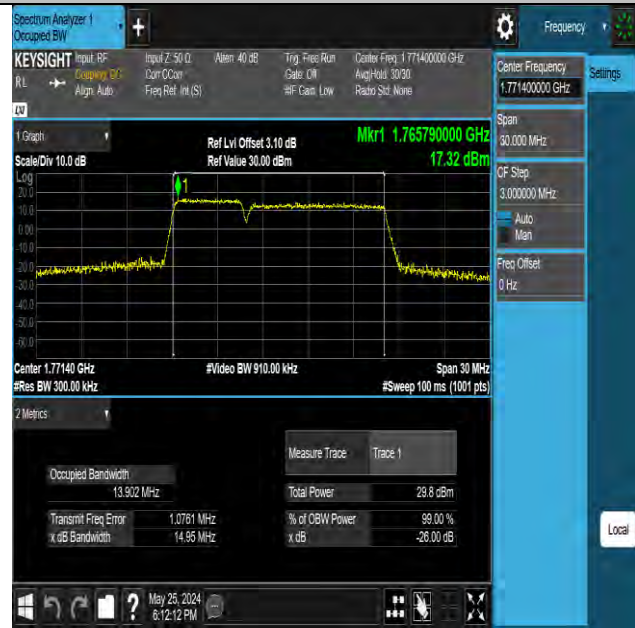 Spectrum Analyzer 1
Occupied BW
+
Frequency
KEYSIGHT
Input: RF
Coupling: DC
Align: Auto
RL
LXI
Input Z: 50 Ω
Corr CCorr
Freq Ref: Int (S)
Atten: 40 dB
Trig: Free Run
Gate: Off
#IF Gain: Low
Center Freq: 1.771400000 GHz
Avg|Hold: 30/30
Radio Std: None
1 Graph
Scale/Div 10.0 dB
Ref Lvl Offset 3.10 dB
Ref Value 30.00 dBm
Mkr1 1.765790000 GHz
17.32 dBm
Log
20.0
10.0
0.00
-10.0
-20.0
-30.0
-40.0
-50.0
-60.0
1
Center 1.77140 GHz
#Res BW 300.00 kHz
#Video BW 910.00 kHz
Span 30 MHz
#Sweep 100 ms (1001 pts)
2 Metrics
Measure Trace Trace 1
Occupied Bandwidth
13.902 MHz
Total Power 29.8 dBm
Transmit Freq Error 1.0761 MHz
% of OBW Power 99.00 %
x dB Bandwidth 14.95 MHz
x dB -26.00 dB
Center Frequency
1.771400000 GHz
Settings
Span
30.000 MHz
CF Step
3.000000 MHz
Auto
Man
Freq Offset
0 Hz
Local
?
May 25, 2024
6:12:12 PM